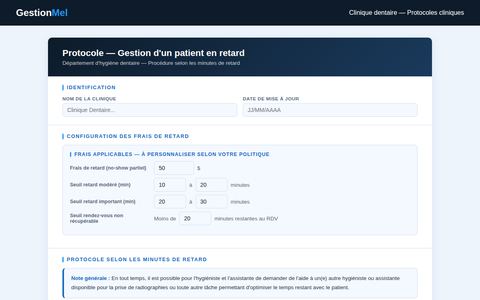 GestionMel
Clinique dentaire — Protocoles cliniques
Protocole — Gestion d'un patient en retard
Département d'hygiène dentaire — Procédure selon les minutes de retard
IDENTIFICATION
NOM DE LA CLINIQUE
DATE DE MISE À JOUR
Clinique Dentaire...
JJ/MM/AAAA
CONFIGURATION DES FRAIS DE RETARD
FRAIS APPLICABLES — À PERSONNALISER SELON VOTRE POLITIQUE
Frais de retard (no-show partiel) 50 $
Seuil retard modéré (min) 10 à 20 minutes
Seuil retard important (min) 20 à 30 minutes
Seuil rendez-vous non récupérable
Moins de 20 minutes restantes au RDV
PROTOCOLE SELON LES MINUTES DE RETARD
Note générale : En tout temps, il est possible pour l'hygiéniste et l'assistante de demander de l'aide à un(e) autre hygiéniste ou assistante
disponible pour la prise de radiographies ou toute autre tâche permettant d'optimiser le temps restant avec le patient.